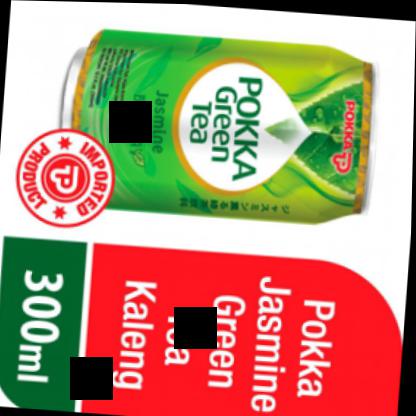 POKKA
POKKA
Green
Tea
Jasmine
IMPORTED
PRODUCT
Pokka
Jasmine
Green
Kaleng
300ml